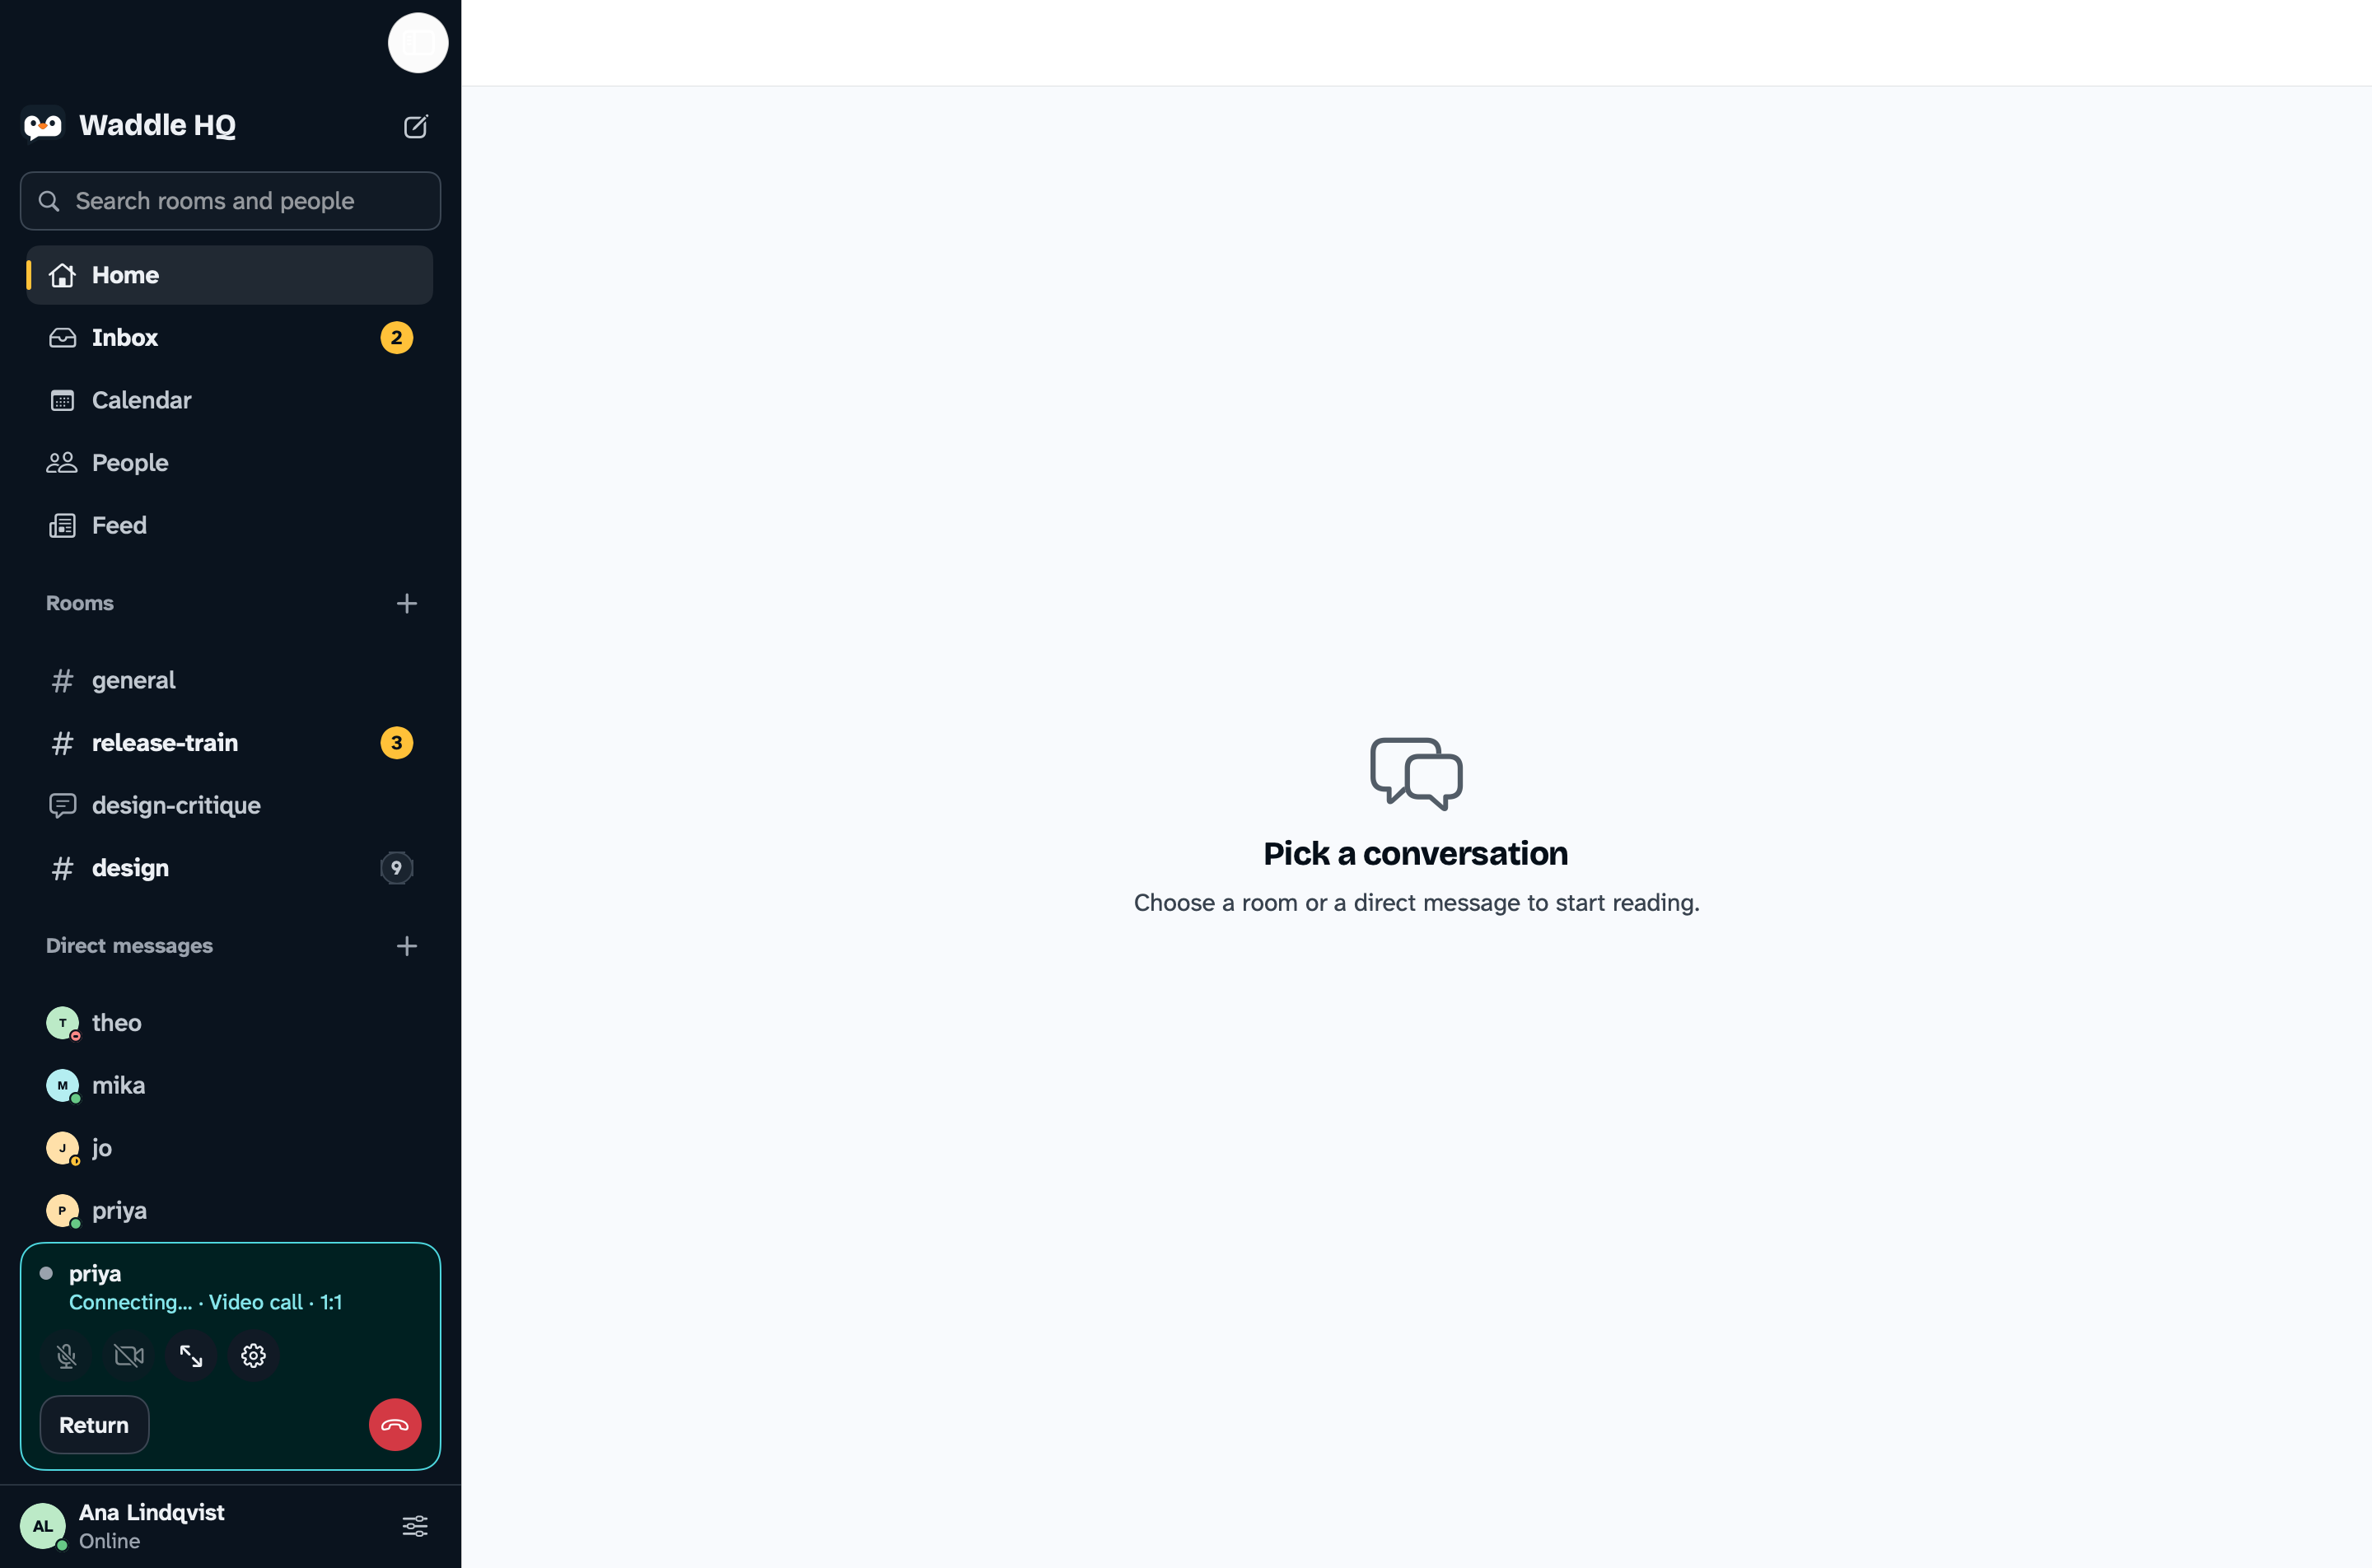 Waddle HQ
Search rooms and people
Home
Inbox 2
Calendar
People
Feed
Rooms
general
release-train 3
design-critique
design 9
Direct messages
T theo
M mika
J jo
P priya
priya
Connecting... · Video call · 1:1
Return
AL Ana Lindqvist
Online
Pick a conversation
Choose a room or a direct message to start reading.